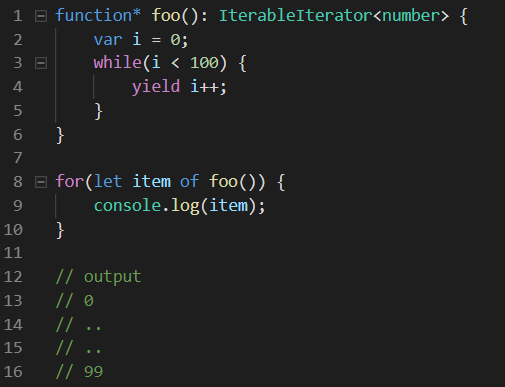 1 function* foo(): IterableIterator<number> {
2     var i = 0;
3     while(i < 100) {
4         yield i++;
5     }
6 }
7
8 for(let item of foo()) {
9     console.log(item);
10 }
11
12 // output
13 // 0
14 // ..
15 // ..
16 // 99